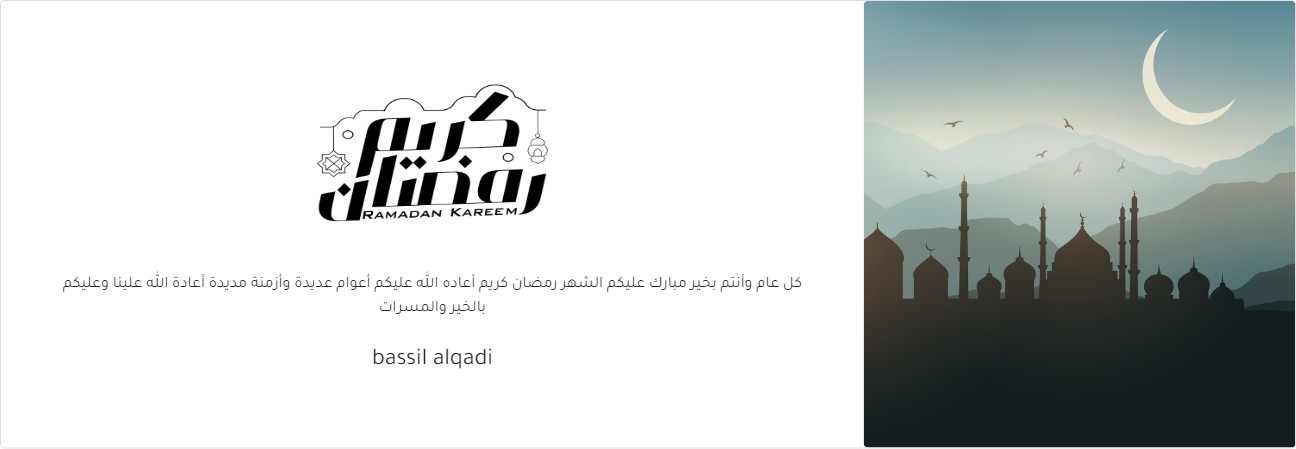 كريم
رمضان
RAMADAN KAREEM
كل عام وأنتم بخير مبارك عليكم الشهر رمضان كريم أعاده الله عليكم أعوام عديدة وأزمنة مديدة أعادة الله علينا وعليكم
بالخير والمسرات
bassil alqadi